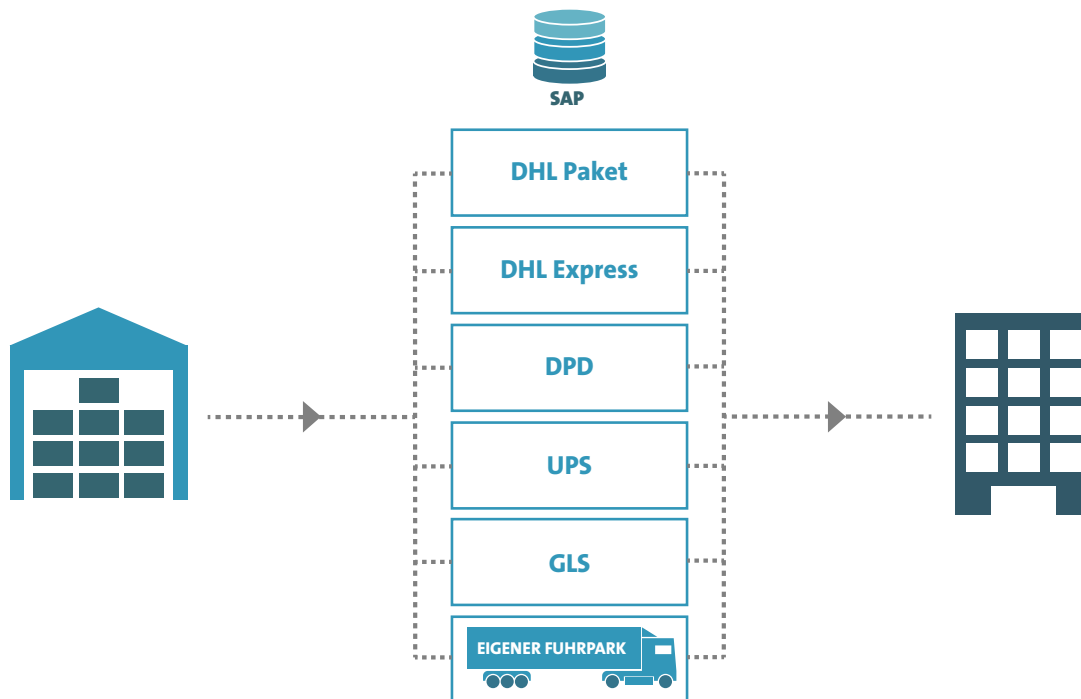 SAP
DHL Paket
DHL Express
DPD
UPS
GLS
EIGENER FUHRPARK